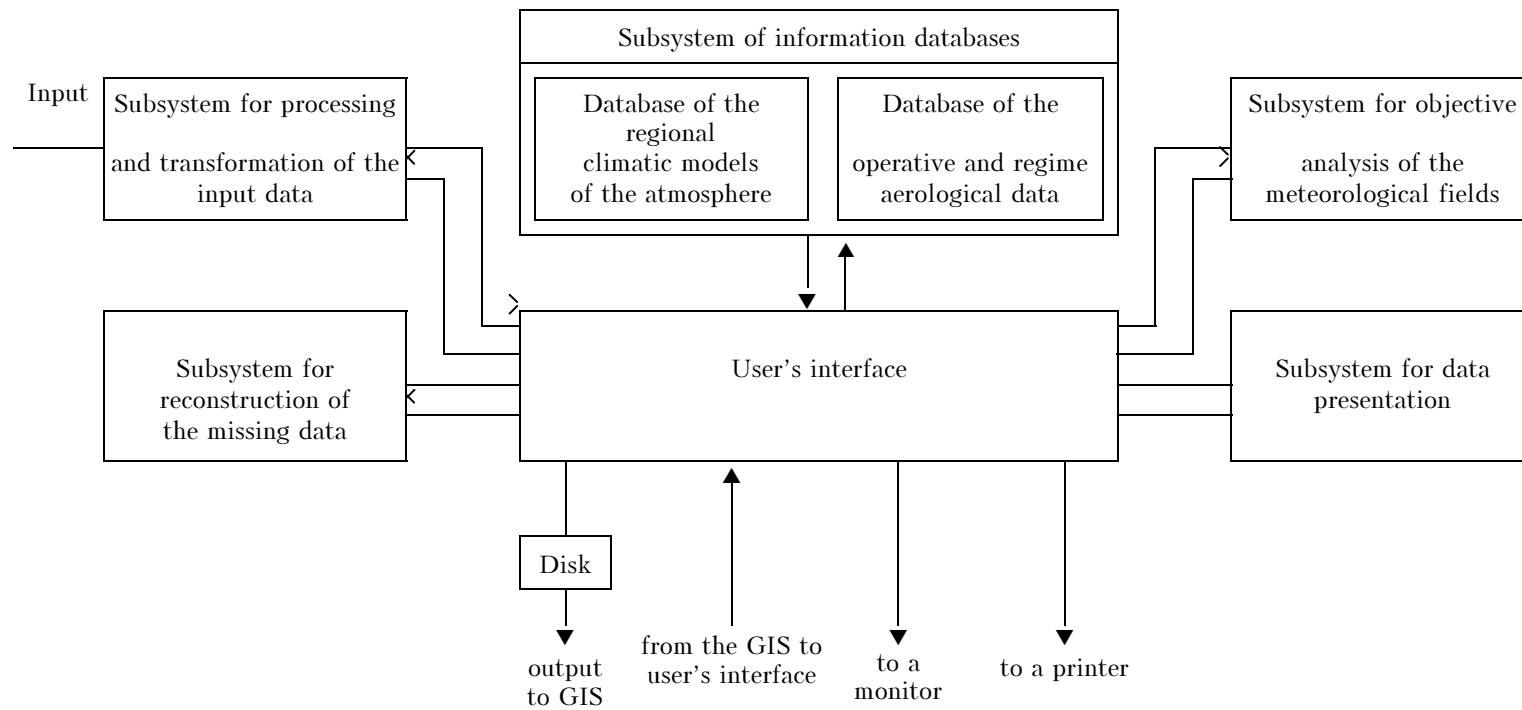 Subsystem of information databases
Input
Subsystem for processing
and transformation of the
input data
Database of the
regional
climatic models
of the atmosphere
Database of the
operative and regime
aerological data
Subsystem for objective
analysis of the
meteorological fields
Subsystem for
reconstruction of
the missing data
User's interface
Subsystem for data
presentation
Disk
output
to GIS
from the GIS to
user's interface
to a
monitor
to a printer